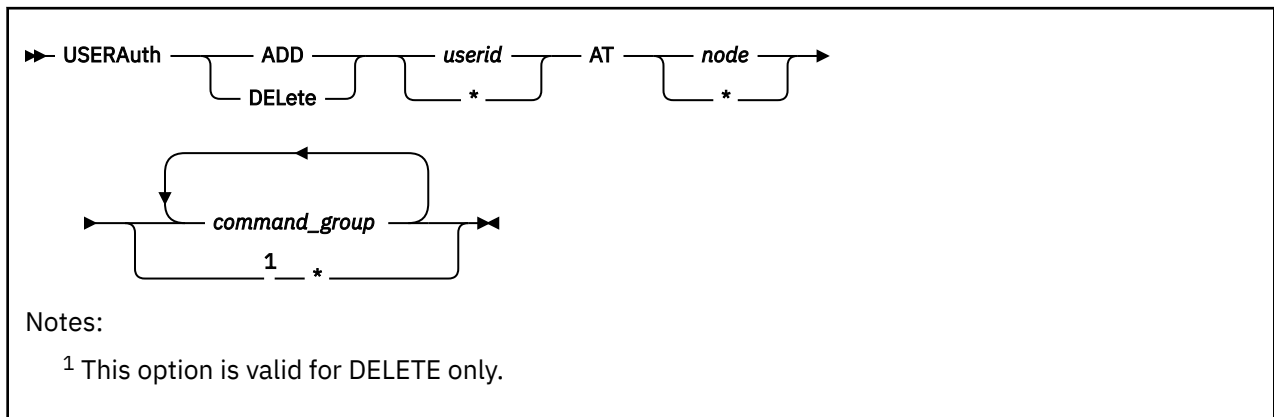 USERAuth ADD userid AT node
DELete * *
command_group
1 *
Notes:
1 This option is valid for DELETE only.